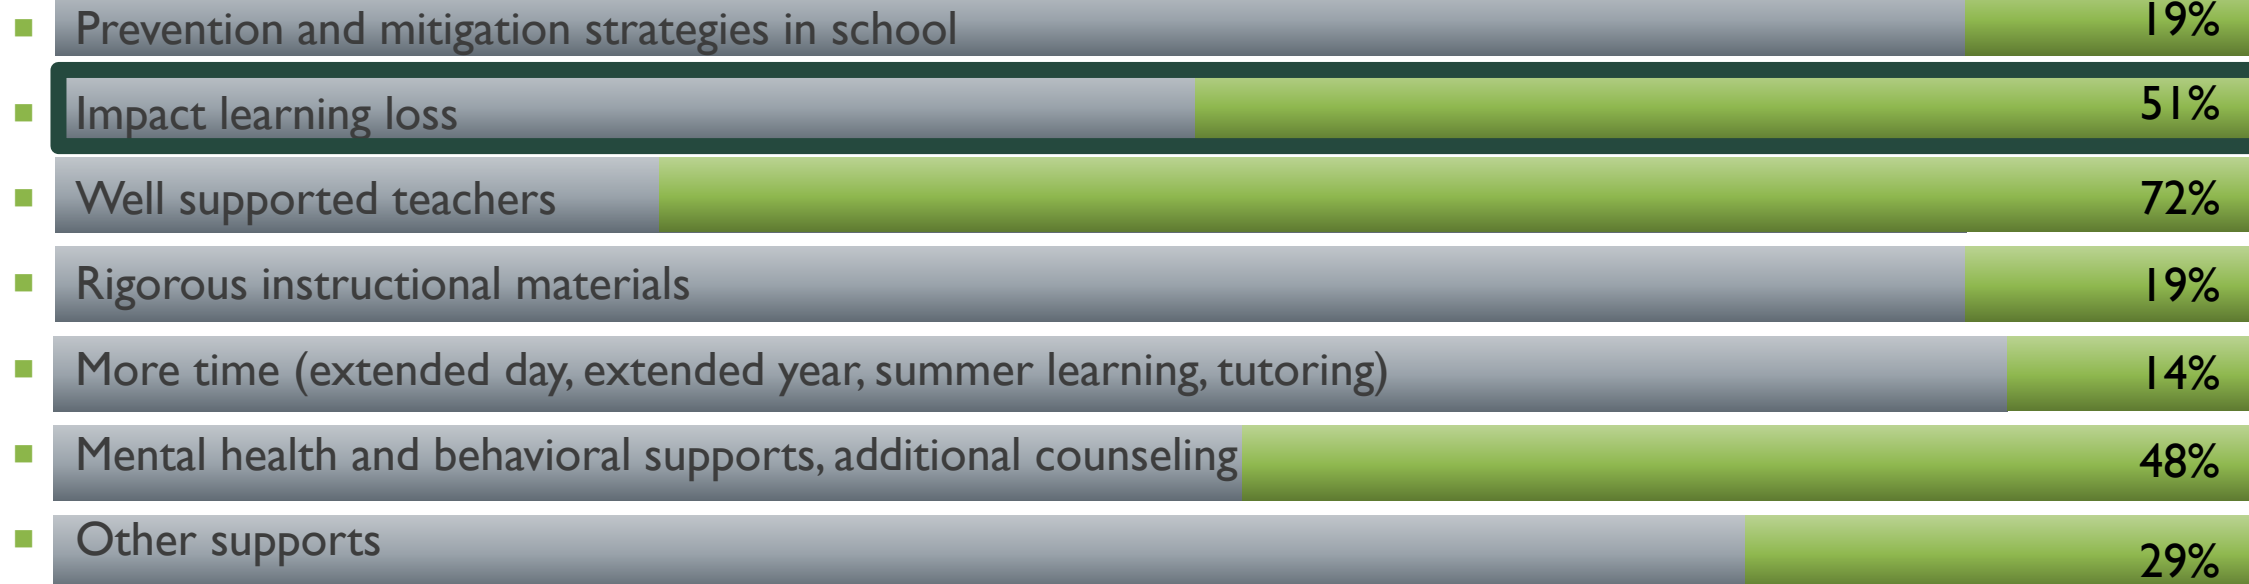 Prevention and mitigation strategies in school 19%
Impact learning loss 51%
Well supported teachers 72%
Rigorous instructional materials 19%
More time (extended day, extended year, summer learning, tutoring) 14%
Mental health and behavioral supports, additional counseling 48%
Other supports 29%